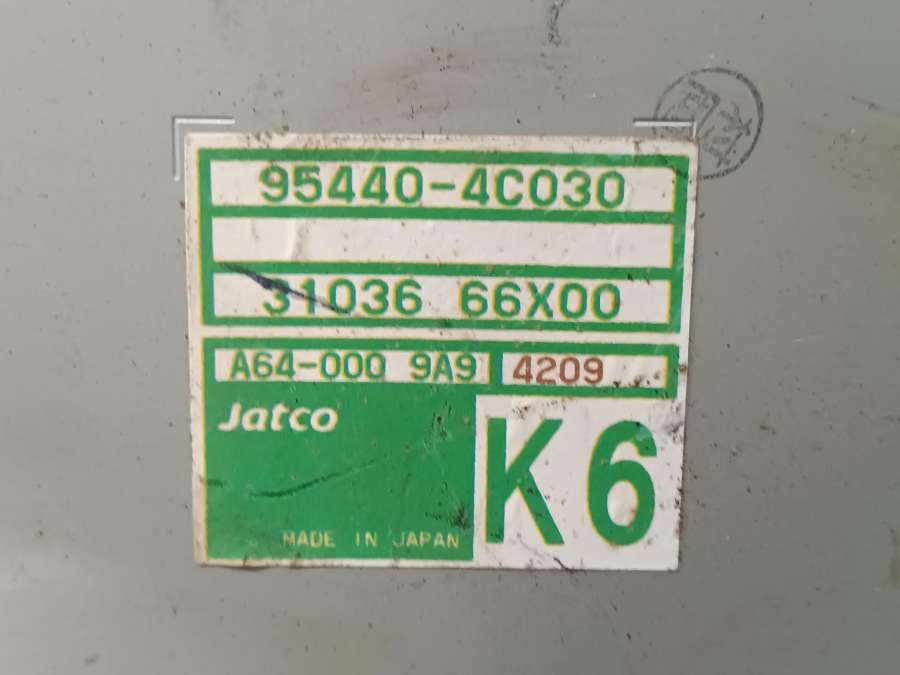 95440-4C030
31036 66X00
A64-000 9A9 4209
Jatco
K6
MADE IN JAPAN